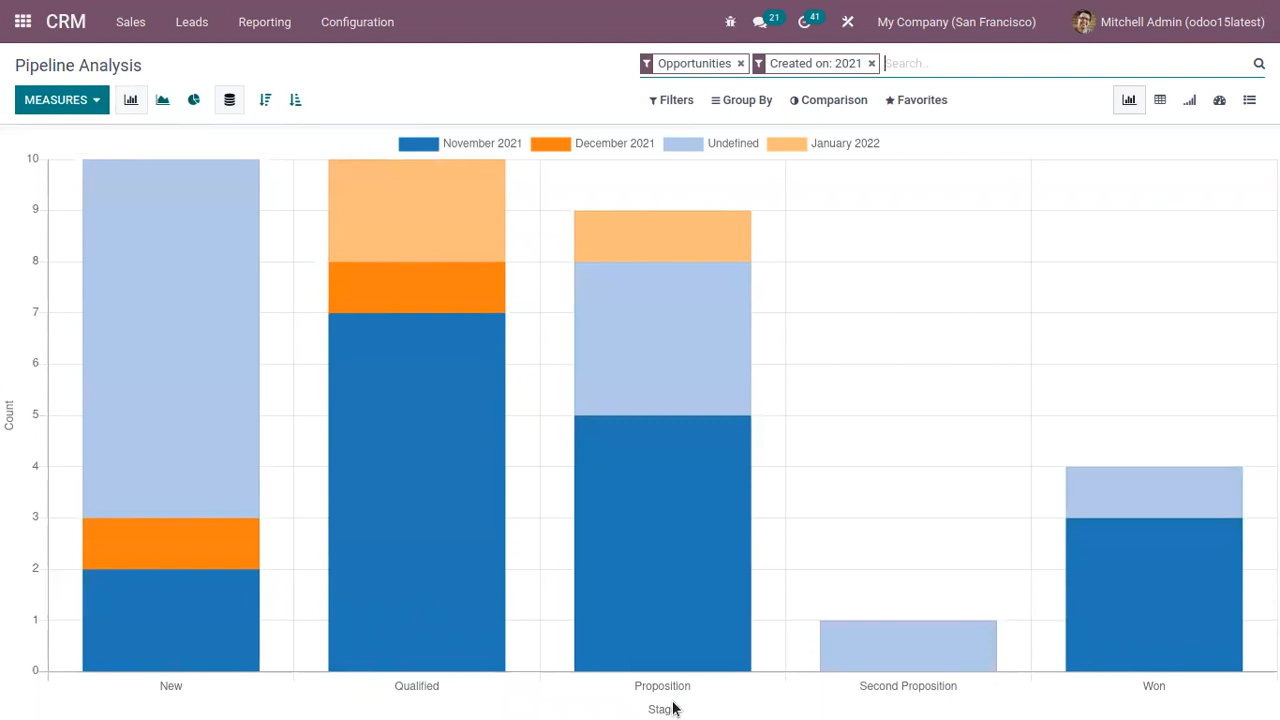 CRM Sales Leads Reporting Configuration 21 41 My Company (San Francisco) Mitchell Admin (odoo15latest)
Pipeline Analysis Opportunities × Created on: 2021 × Search...
MEASURES Filters Group By Comparison Favorites
November 2021 December 2021 Undefined January 2022
10
9
8
7
6
5
4
3
2
1
0
Count
New Qualified Proposition Second Proposition Won